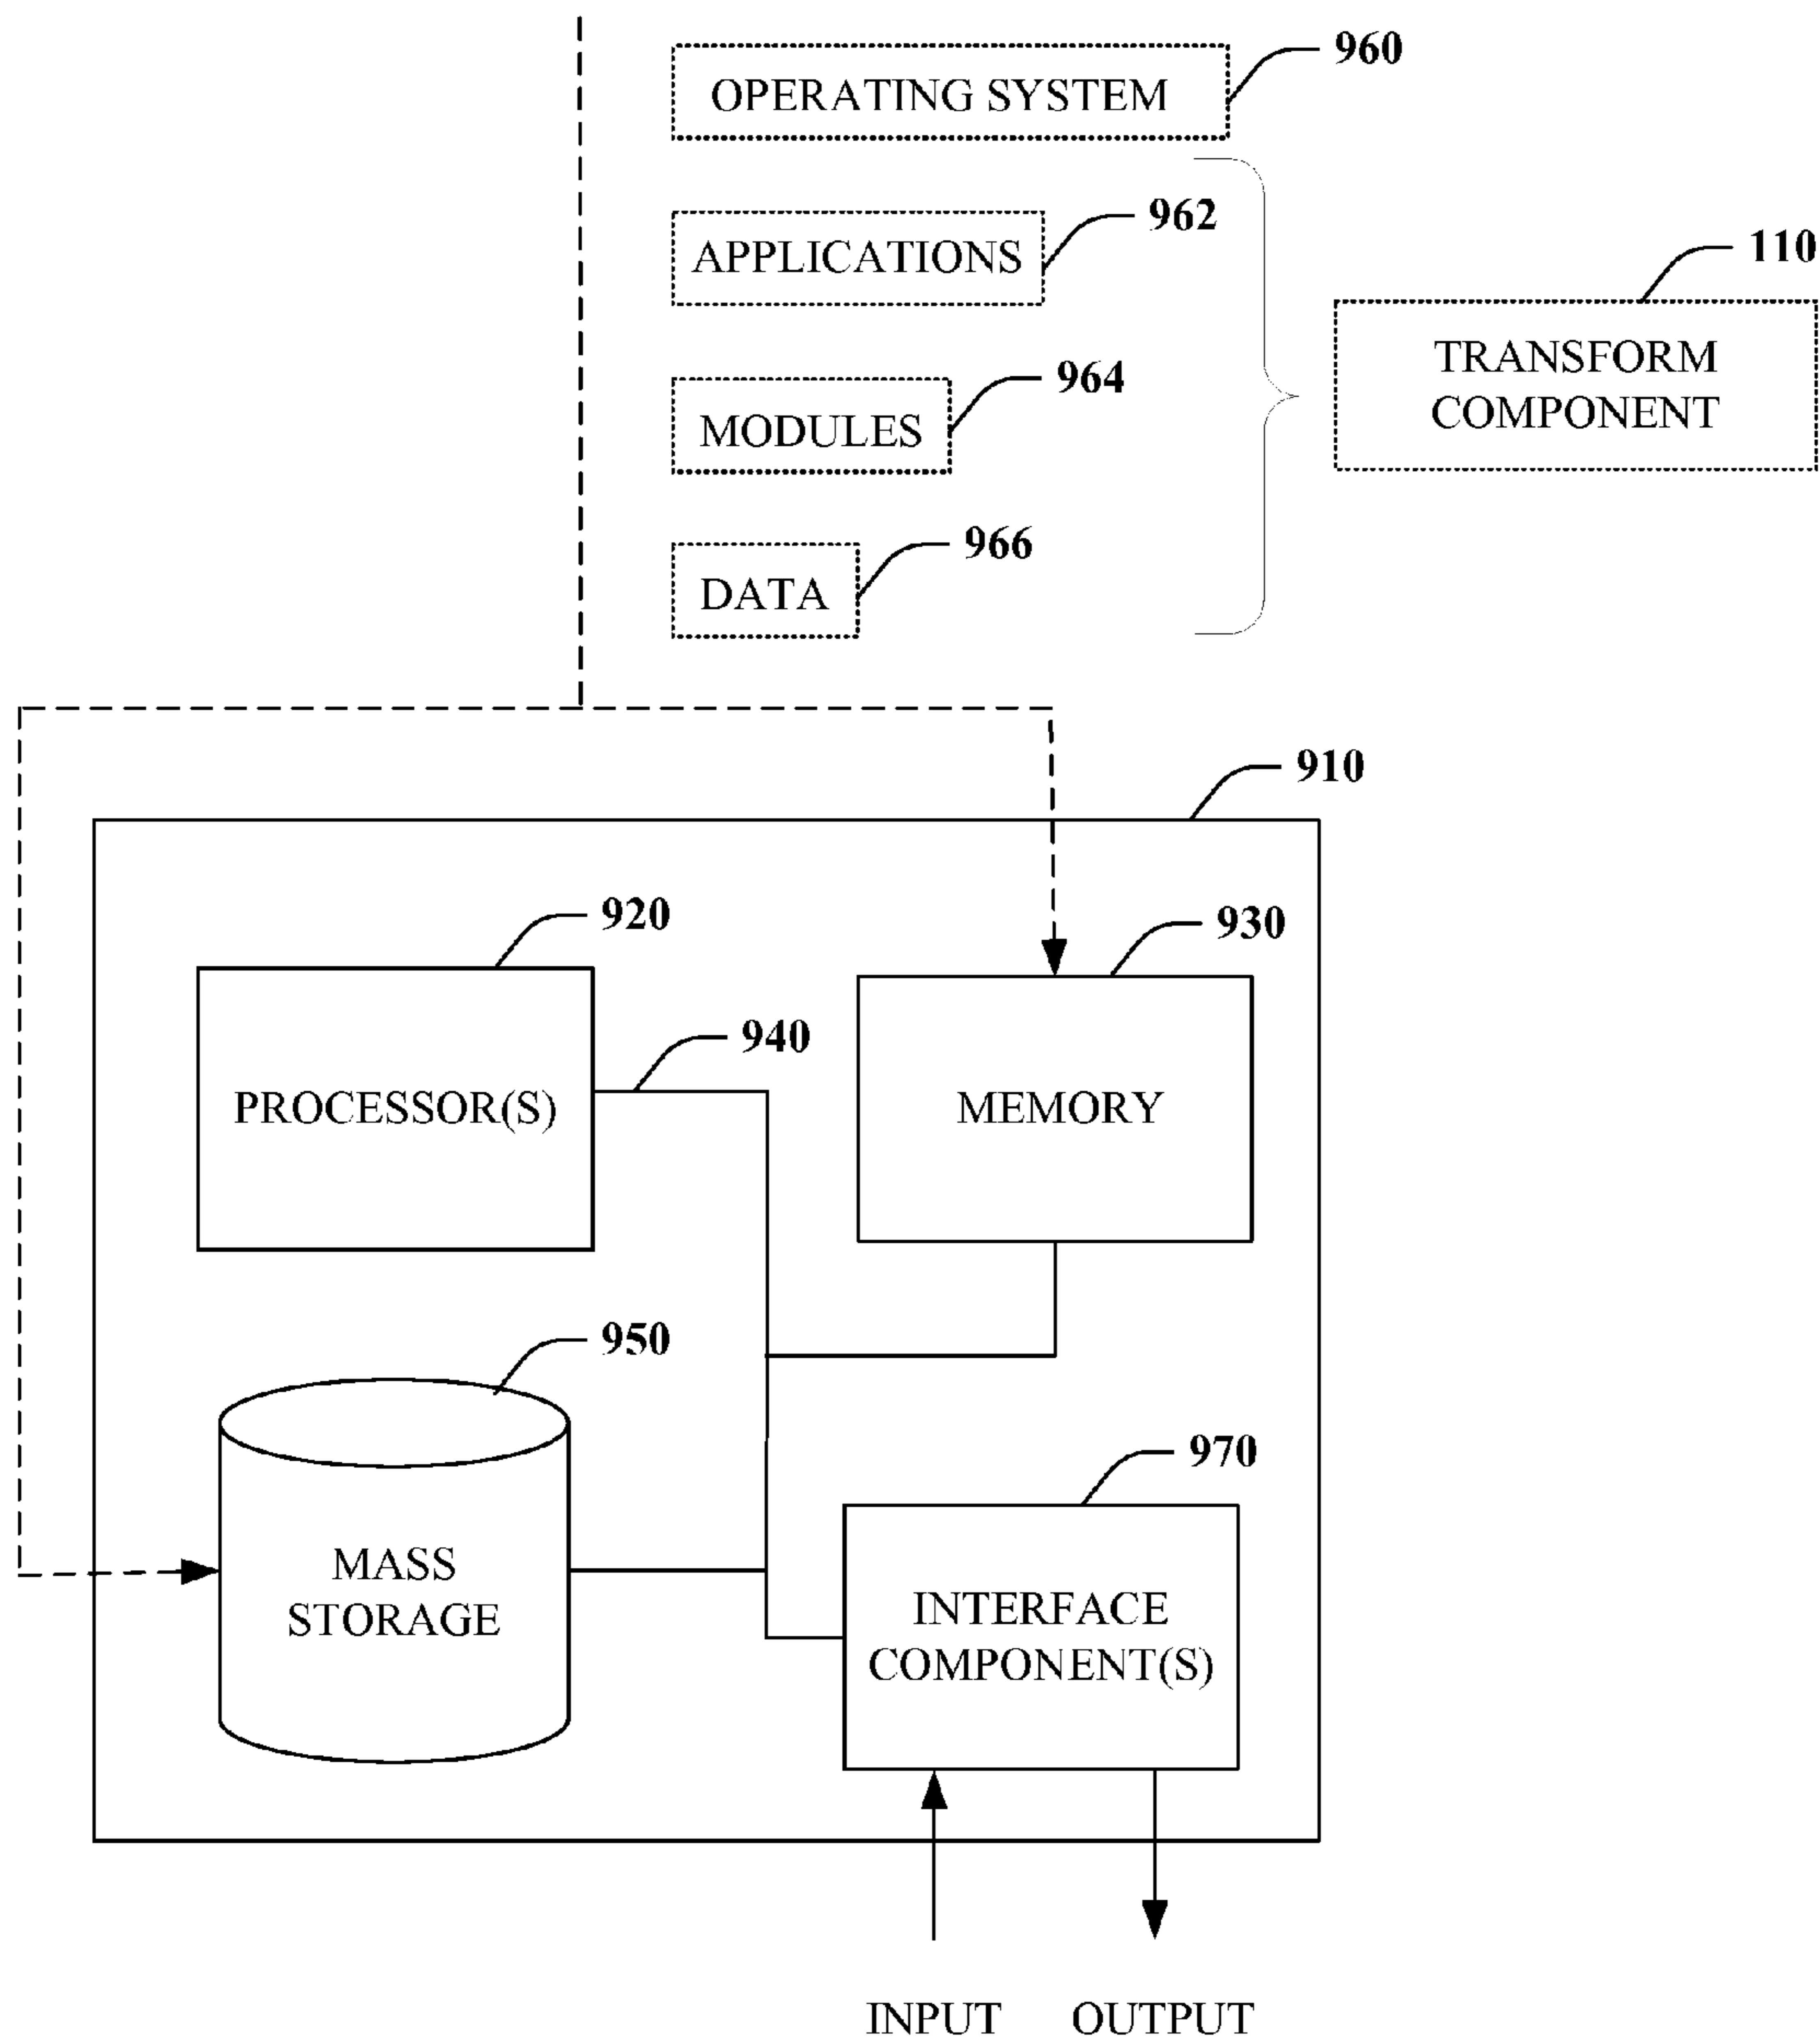 960
OPERATING SYSTEM
962
APPLICATIONS
110
TRANSFORM
COMPONENT
964
MODULES
966
DATA
910
920
930
940
PROCESSOR(S)
MEMORY
950
970
MASS
STORAGE
INTERFACE
COMPONENT(S)
INPUT
OUTPUT